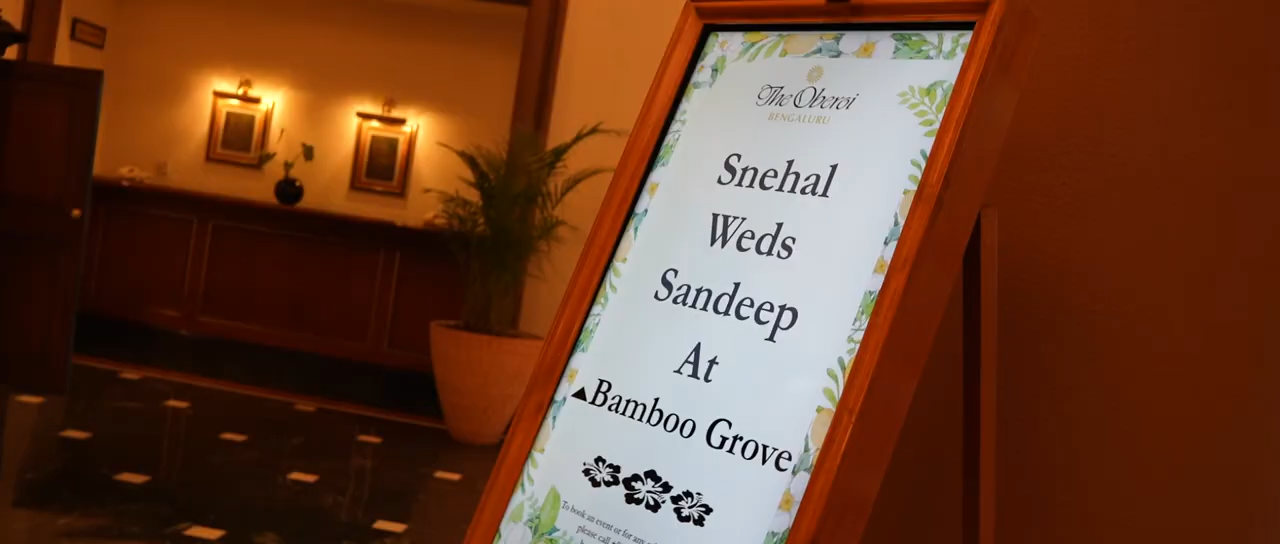 The Oberoi
BENGALURU
Snehal
Weds
Sandeep
At
▲Bamboo Grove
To book an event or for any
please call